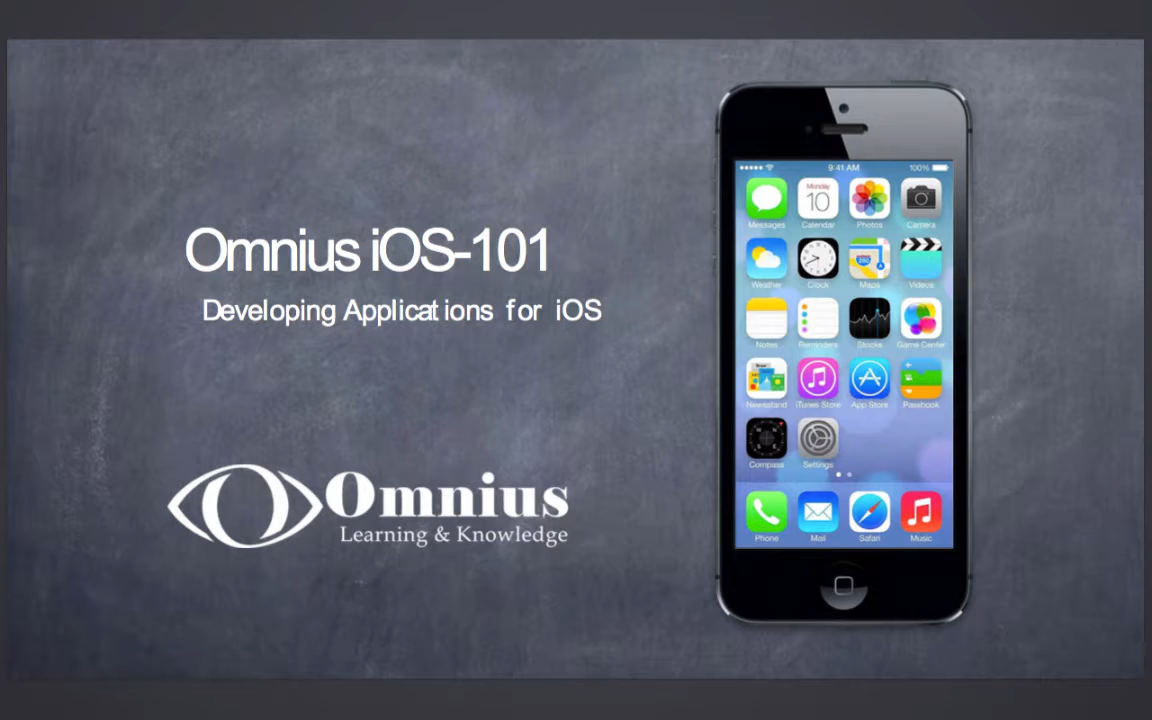 Omnius iOS-101
Developing Applications for iOS
Omnius
Learning & Knowledge
9:41 AM 100%
Monday
10
Messages Calendar Photos Camera
280
Weather Clock Maps Videos
Notes Reminders Stocks Game Center
Newsstand iTunes Store App Store Passbook
Compass Settings
Phone Mail Safari Music